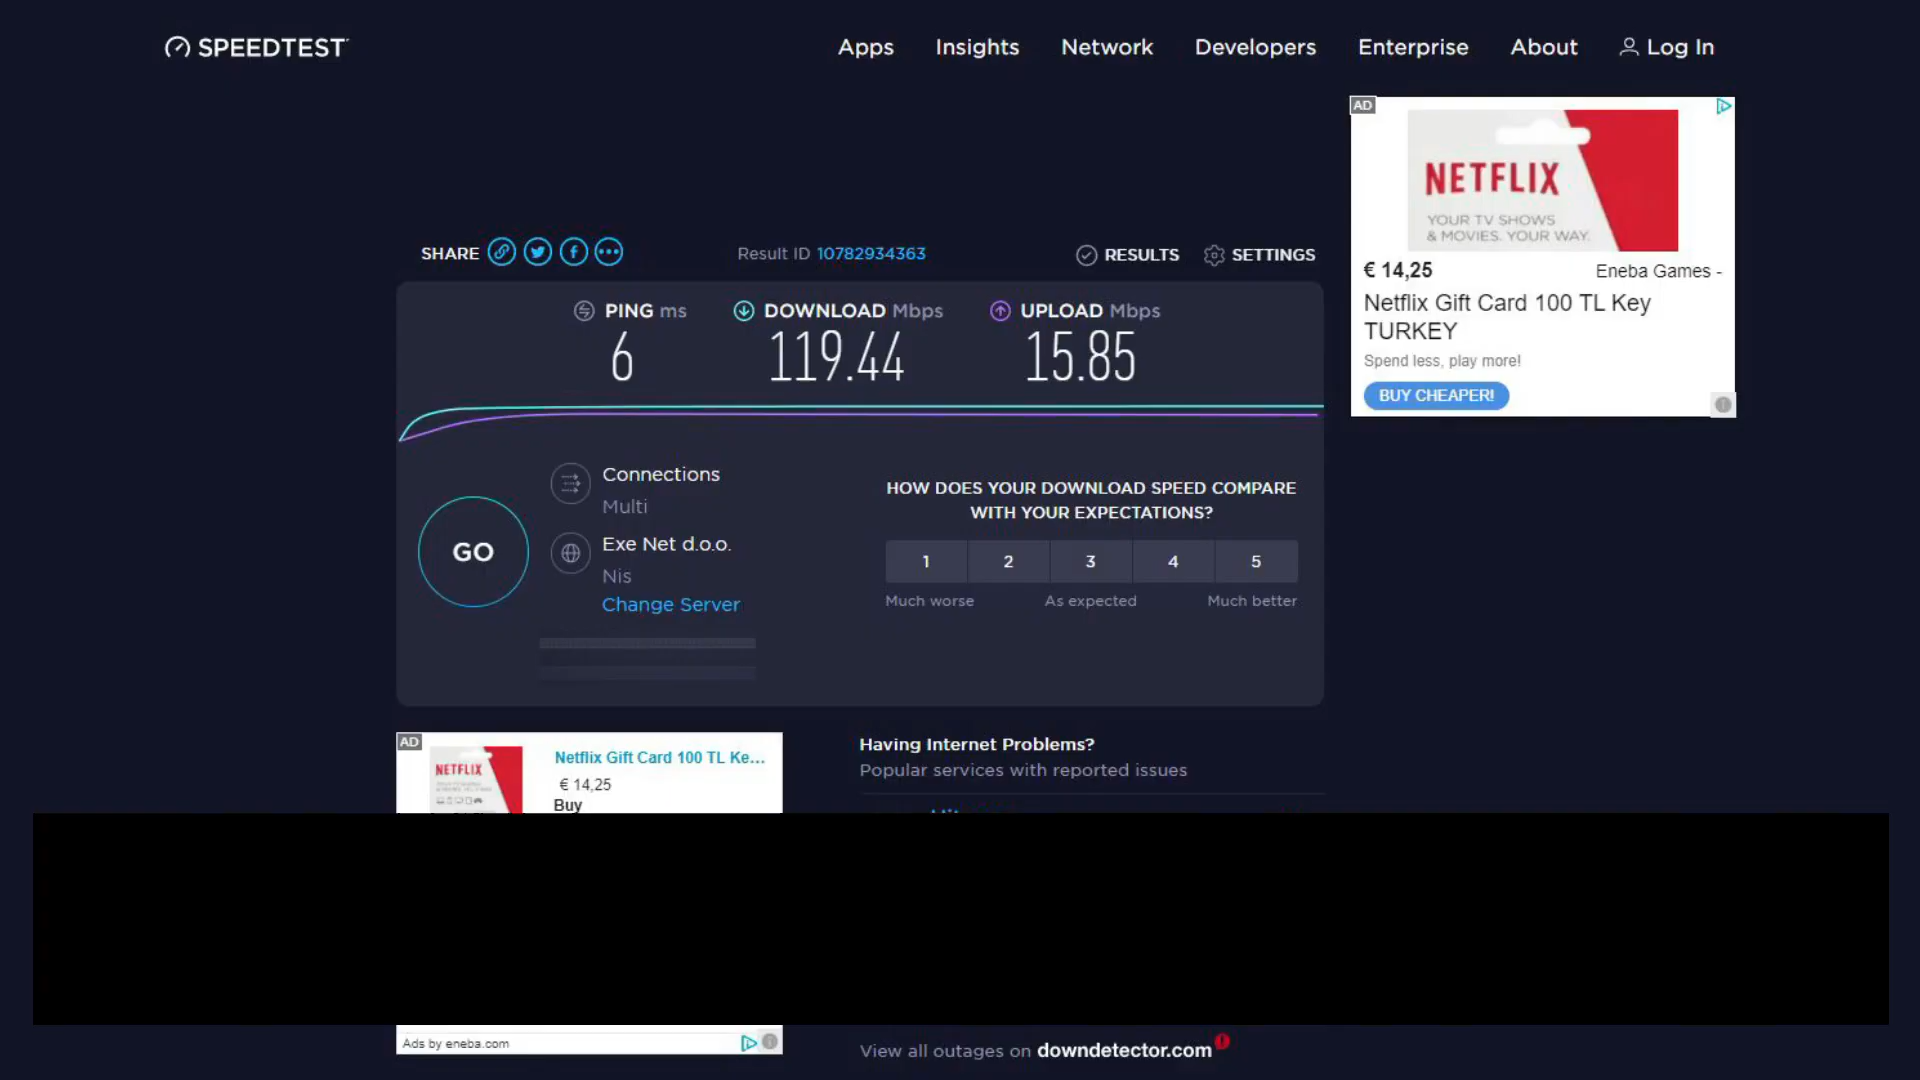 SPEEDTEST
Apps Insights Network Developers Enterprise About Log In
AD
NETFLIX
YOUR TV SHOWS
& MOVIES. YOUR WAY.
€ 14,25 Eneba Games -
Netflix Gift Card 100 TL Key
TURKEY
Spend less, play more!
BUY CHEAPER!
SHARE Result ID 10782934363 RESULTS SETTINGS
PING ms DOWNLOAD Mbps UPLOAD Mbps
6 119.44 15.85
GO
Connections
Multi
Exe Net d.o.o.
Nis
Change Server
HOW DOES YOUR DOWNLOAD SPEED COMPARE
WITH YOUR EXPECTATIONS?
1 2 3 4 5
Much worse As expected Much better
AD
NETFLIX
Netflix Gift Card 100 TL Ke...
€ 14,25
Buy
Having Internet Problems?
Popular services with reported issues
Ads by eneba.com
View all outages on downdetector.com